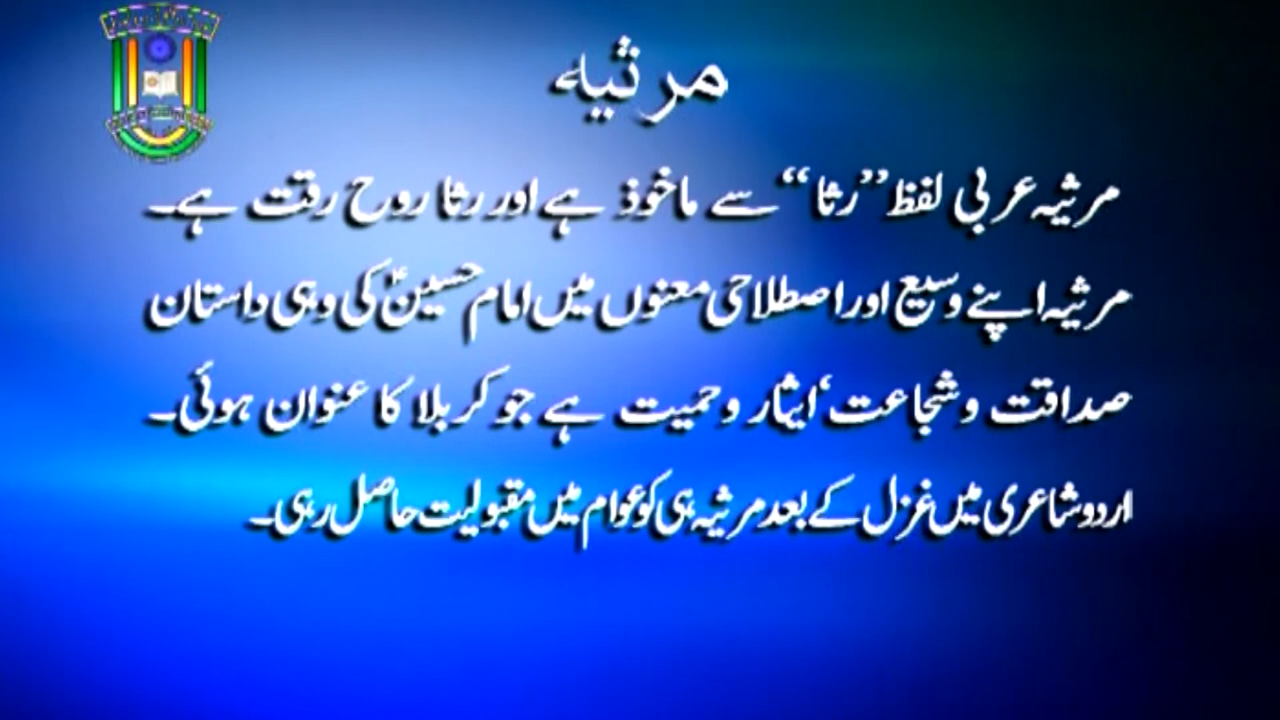 مرثیہ
مرثیہ عربی لفظ ’’رثا‘‘ سے ماخوذ ہے اور رثا روح رقت ہے۔
مرثیہ اپنے وسیع اور اصطلاحی معنوں میں امام حسینؑ کی وہی داستان
صداقت و شجاعت‘ ایثار و حمیت ہے جو کربلا کا عنوان ہوئی۔
اردو شاعری میں غزل کے بعد مرثیہ ہی کو عوام میں مقبولیت حاصل رہی۔